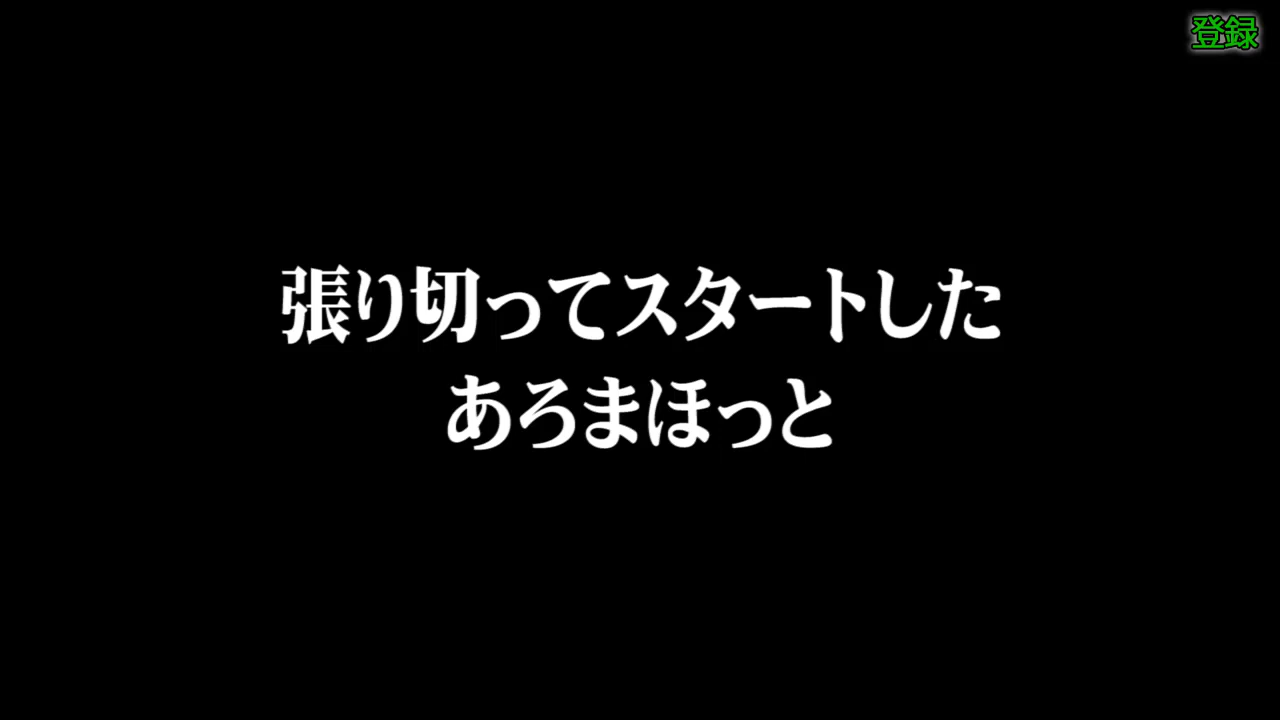 登録
張り切ってスタートした
あろまほっと